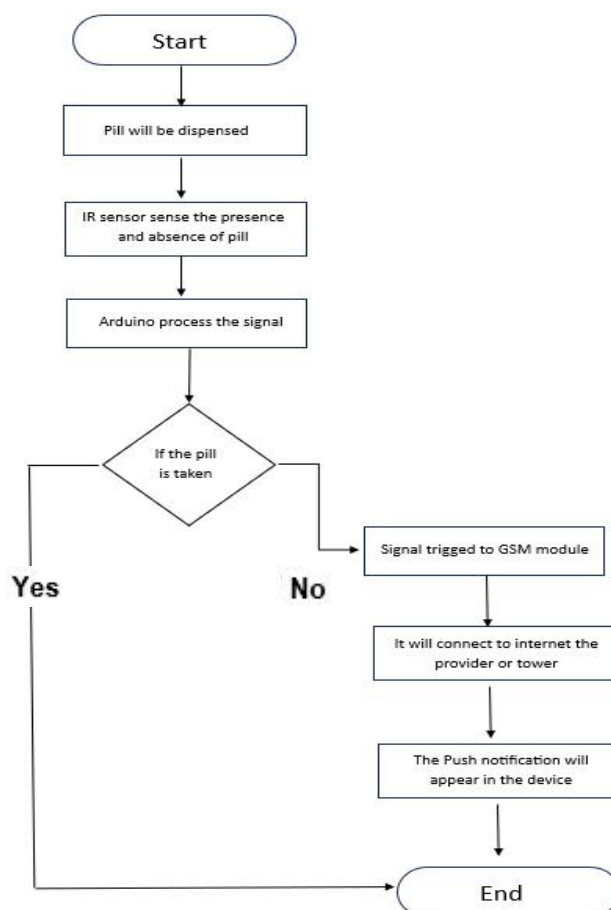 Start
Pill will be dispensed
IR sensor sense the presence
and absence of pill
Arduino process the signal
If the pill
is taken
Yes
No
Signal trigged to GSM module
It will connect to internet the
provider or tower
The Push notification will
appear in the device
End